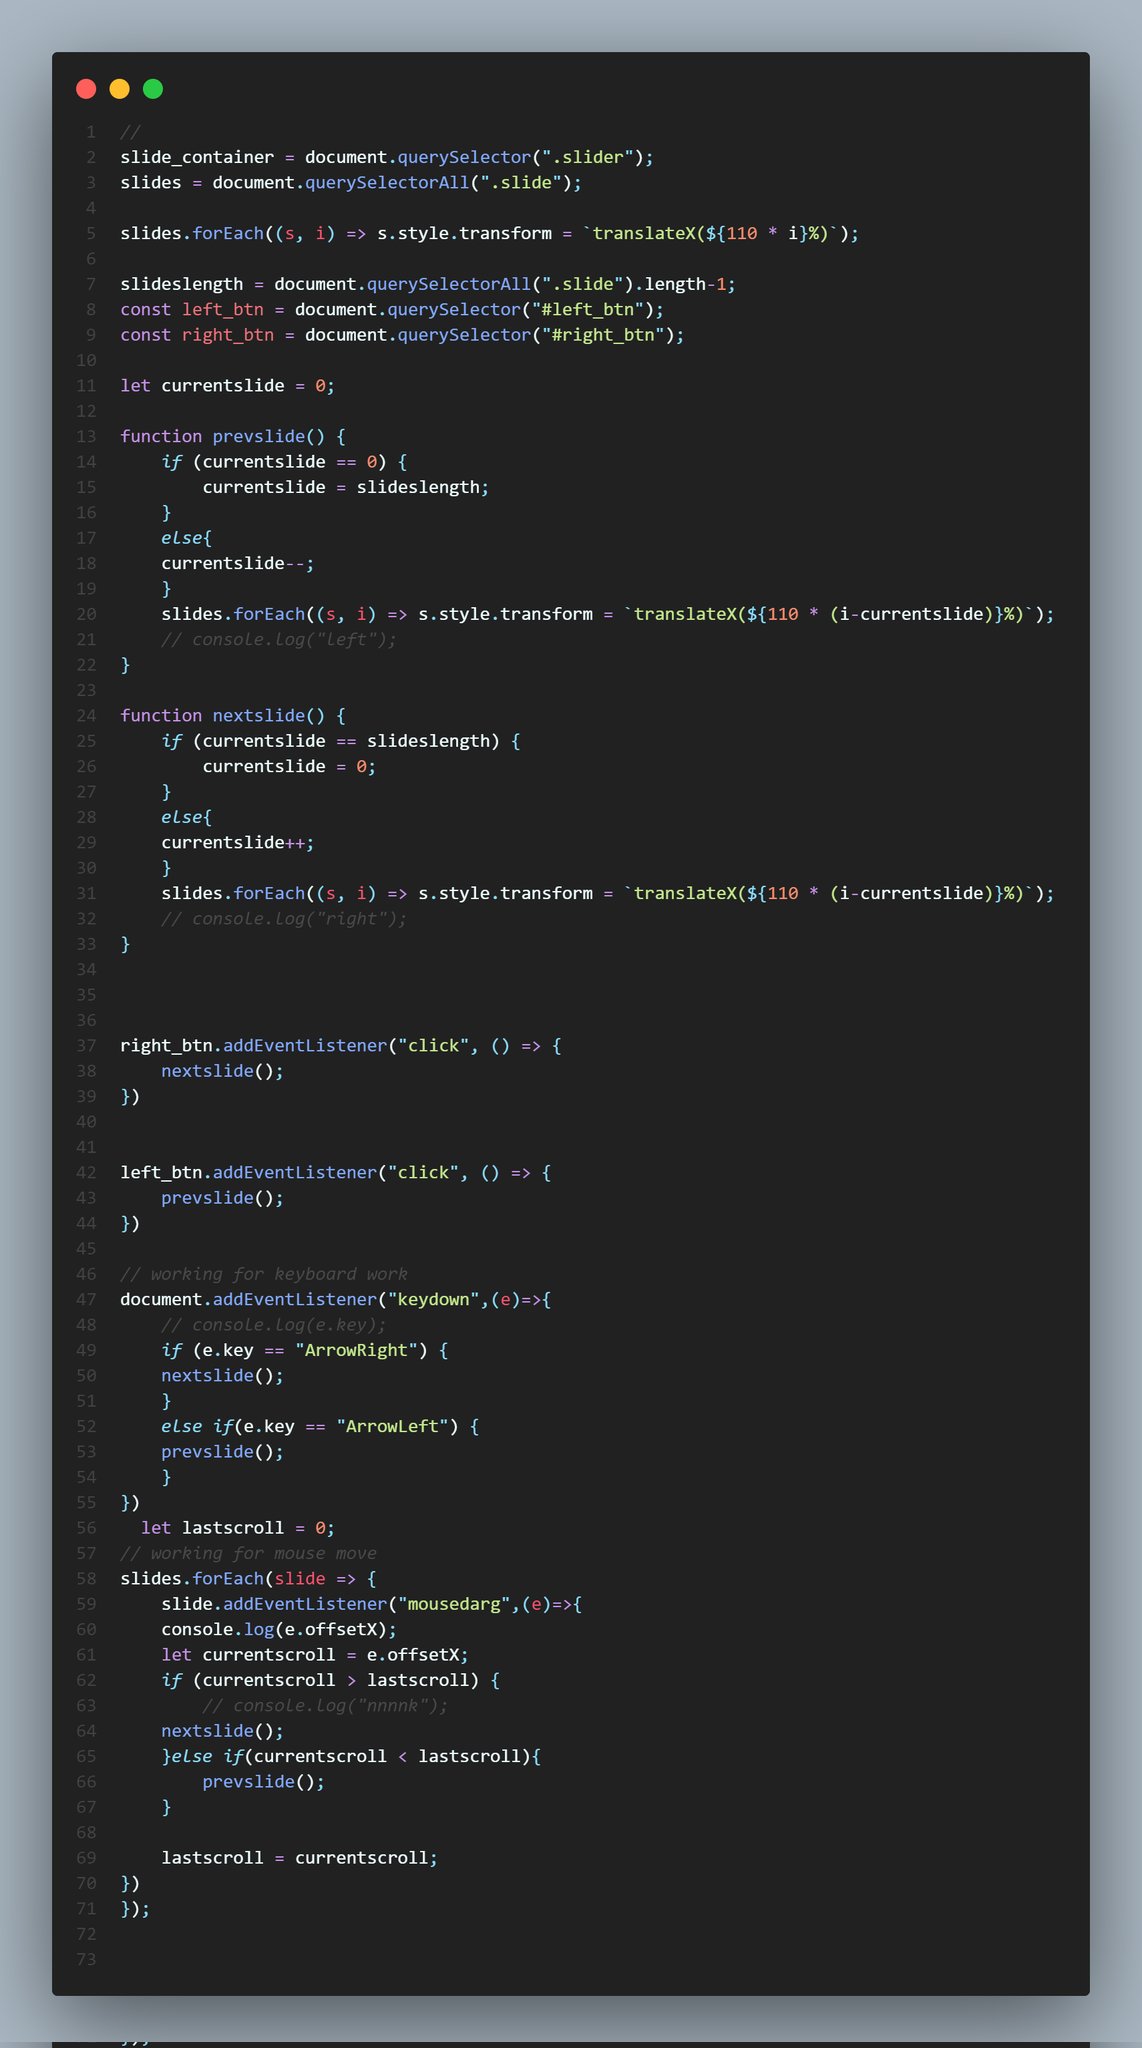 1 //
2 slide_container = document.querySelector(".slider");
3 slides = document.querySelectorAll(".slide");
4
5 slides.forEach((s, i) => s.style.transform = `translateX(${110 * i}%)`);
6
7 slideslength = document.querySelectorAll(".slide").length-1;
8 const left_btn = document.querySelector("#left_btn");
9 const right_btn = document.querySelector("#right_btn");
10
11 let currentslide = 0;
12
13 function prevslide() {
14     if (currentslide == 0) {
15         currentslide = slideslength;
16     }
17     else{
18     currentslide--;
19     }
20     slides.forEach((s, i) => s.style.transform = `translateX(${110 * (i-currentslide)}%)`);
21     // console.log("left");
22 }
23
24 function nextslide() {
25     if (currentslide == slideslength) {
26         currentslide = 0;
27     }
28     else{
29     currentslide++;
30     }
31     slides.forEach((s, i) => s.style.transform = `translateX(${110 * (i-currentslide)}%)`);
32     // console.log("right");
33 }
34
35
36
37 right_btn.addEventListener("click", () => {
38     nextslide();
39 })
40
41
42 left_btn.addEventListener("click", () => {
43     prevslide();
44 })
45
46 // working for keyboard work
47 document.addEventListener("keydown",(e)=>{
48     // console.log(e.key);
49     if (e.key == "ArrowRight") {
50     nextslide();
51     }
52     else if(e.key == "ArrowLeft") {
53     prevslide();
54     }
55 })
56   let lastscroll = 0;
57 // working for mouse move
58 slides.forEach(slide => {
59     slide.addEventListener("mousedarg",(e)=>{
60     console.log(e.offsetX);
61     let currentscroll = e.offsetX;
62     if (currentscroll > lastscroll) {
63         // console.log("nnnnk");
64     nextslide();
65     }else if(currentscroll < lastscroll){
66         prevslide();
67     }
68
69     lastscroll = currentscroll;
70 })
71 });
72
73